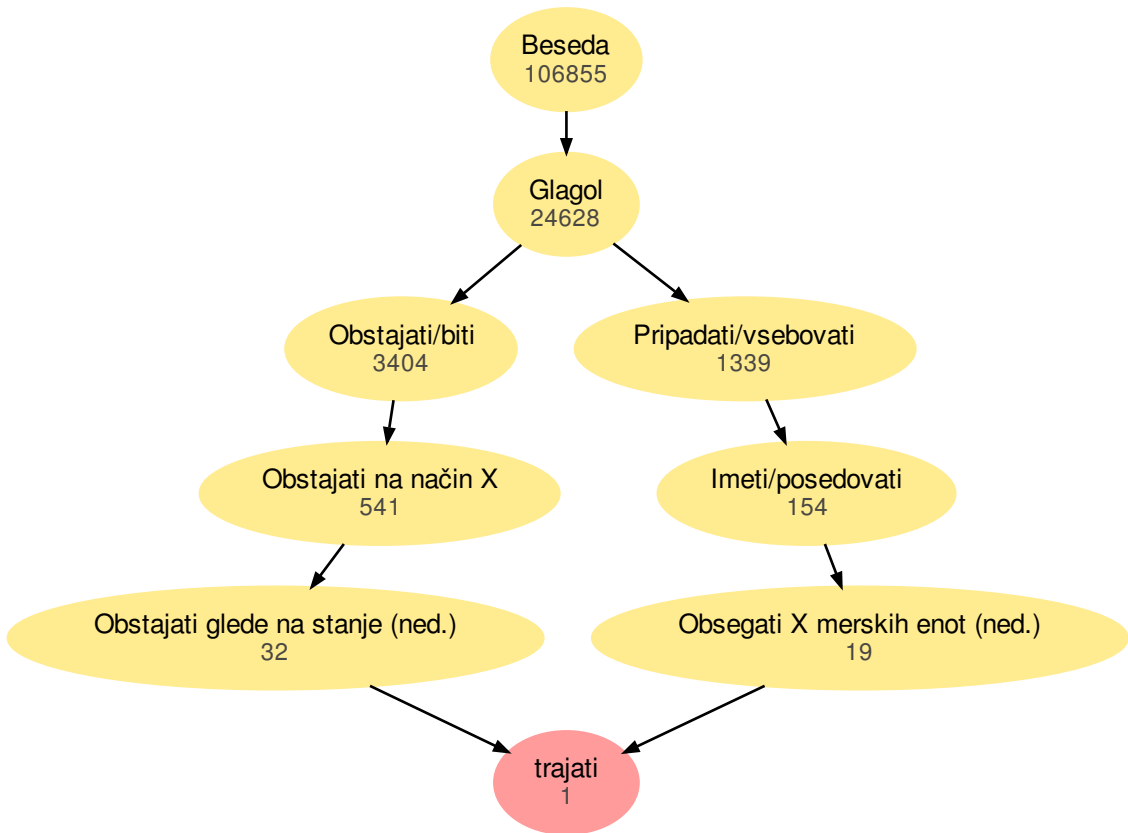 Beseda
106855
Glagol
24628
Obstajati/biti
3404
Pripadati/vsebovati
1339
Obstajati na način X
541
Imeti/posedovati
154
Obstajati glede na stanje (ned.)
32
Obsegati X merskih enot (ned.)
19
trajati
1